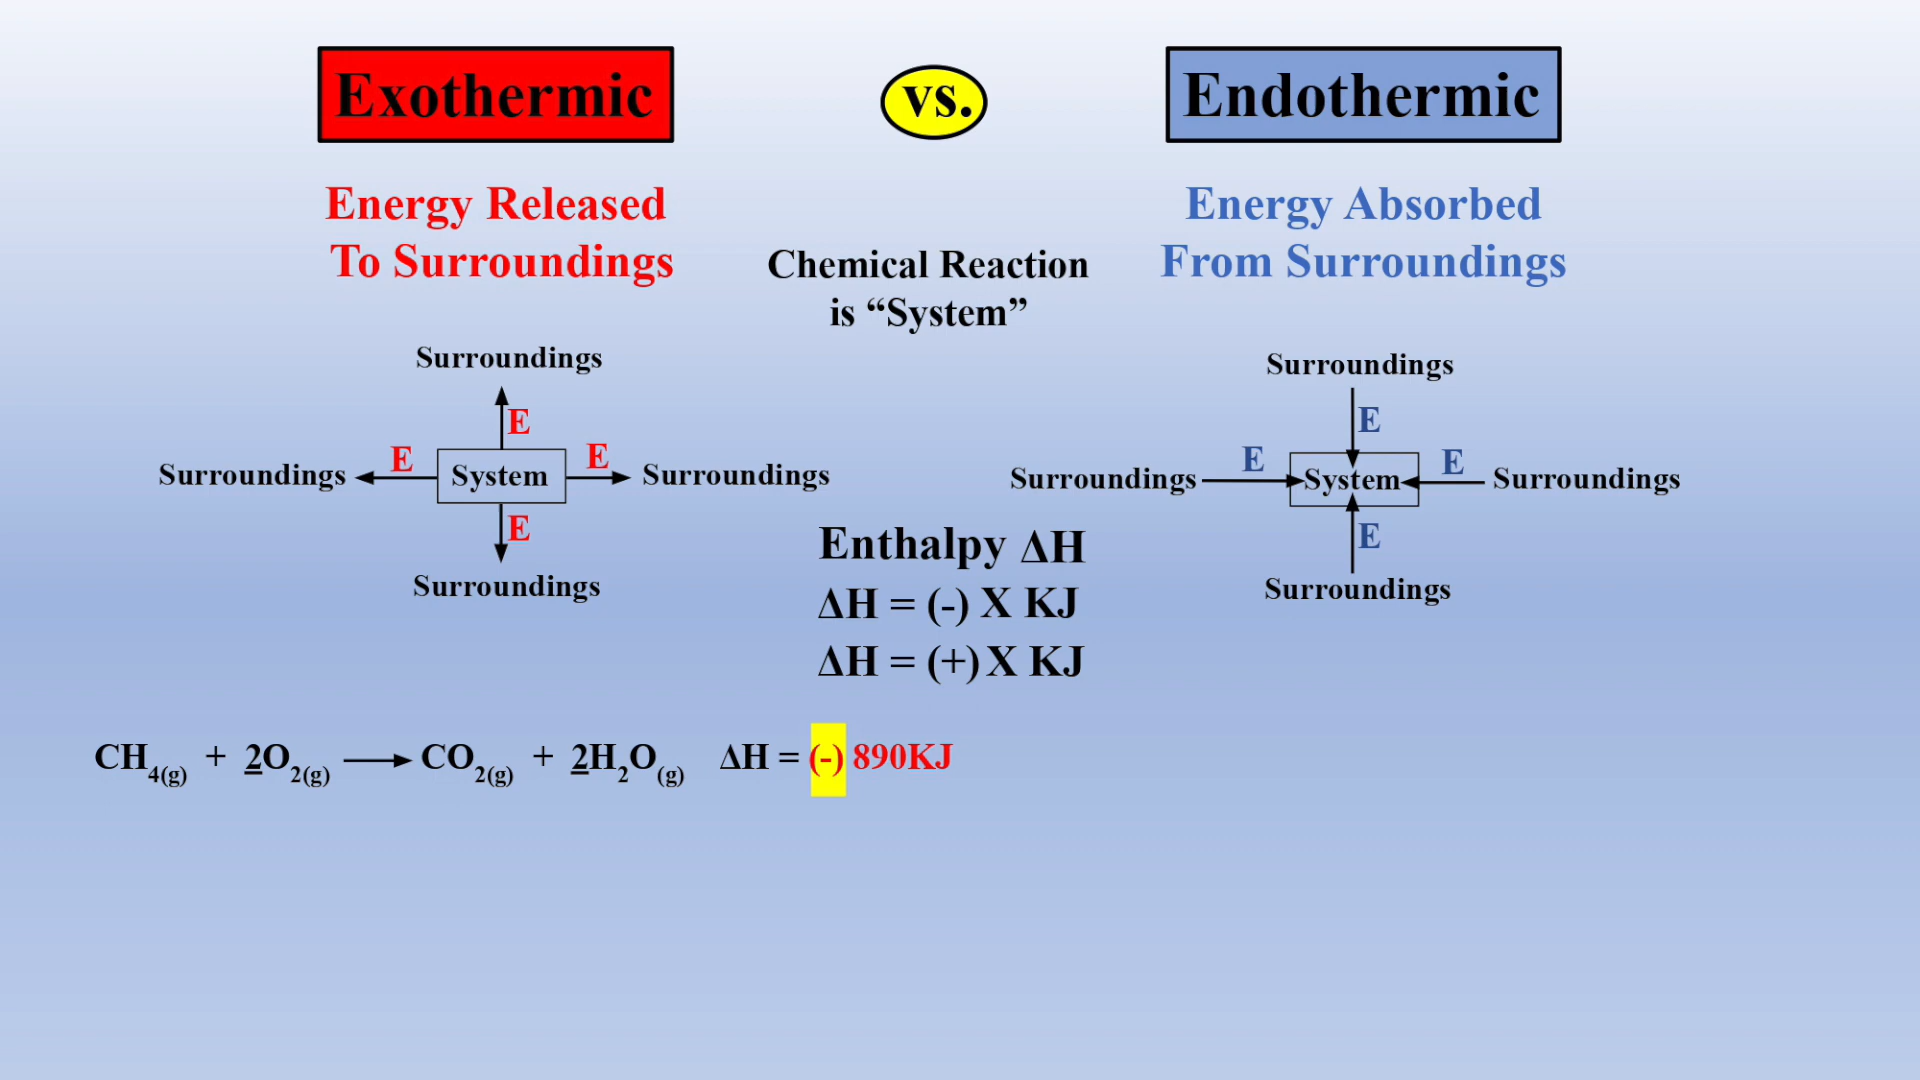 Exothermic
vs.
Endothermic
Energy Released
To Surroundings
Chemical Reaction
is “System”
Energy Absorbed
From Surroundings
Surroundings
E
Surroundings E System E Surroundings
E
Surroundings
Surroundings
E
Surroundings E System E Surroundings
E
Surroundings
Enthalpy ΔH
ΔH = (-) X KJ
ΔH = (+) X KJ
CH4(g) + 2O2(g) ⟶ CO2(g) + 2H2O(g) ΔH = (-) 890KJ